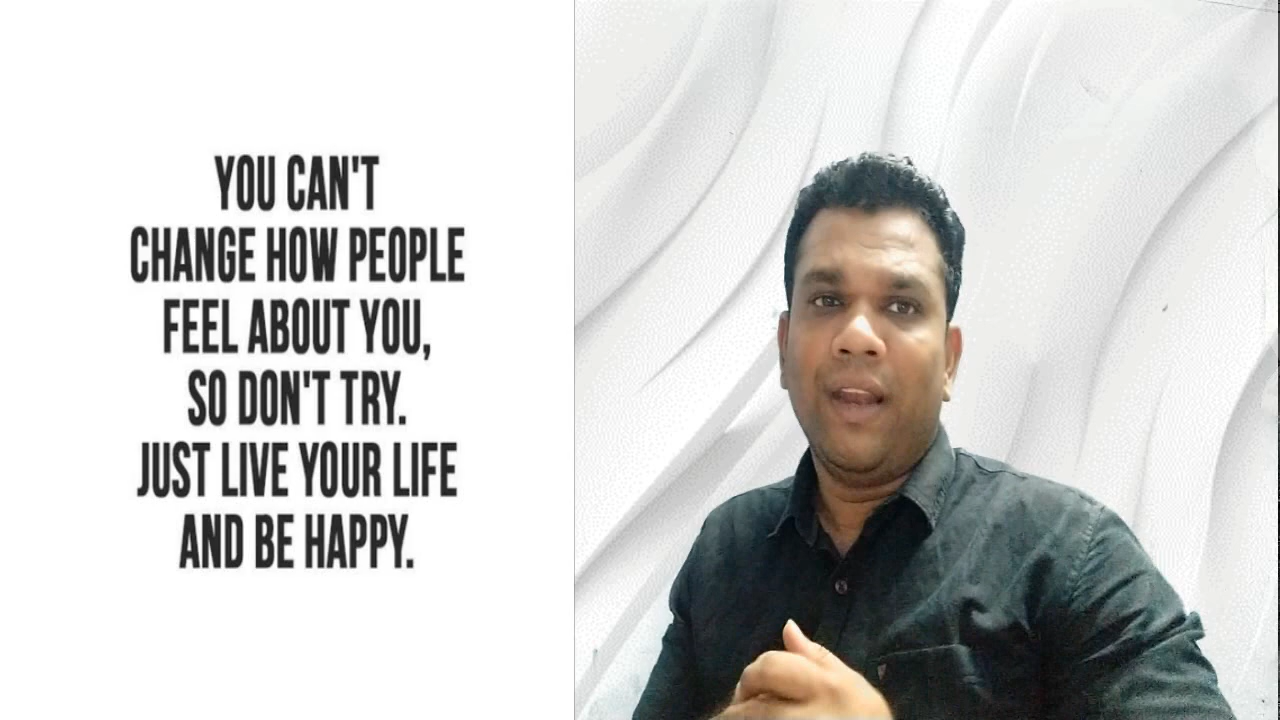 YOU CAN'T
CHANGE HOW PEOPLE
FEEL ABOUT YOU,
SO DON'T TRY.
JUST LIVE YOUR LIFE
AND BE HAPPY.